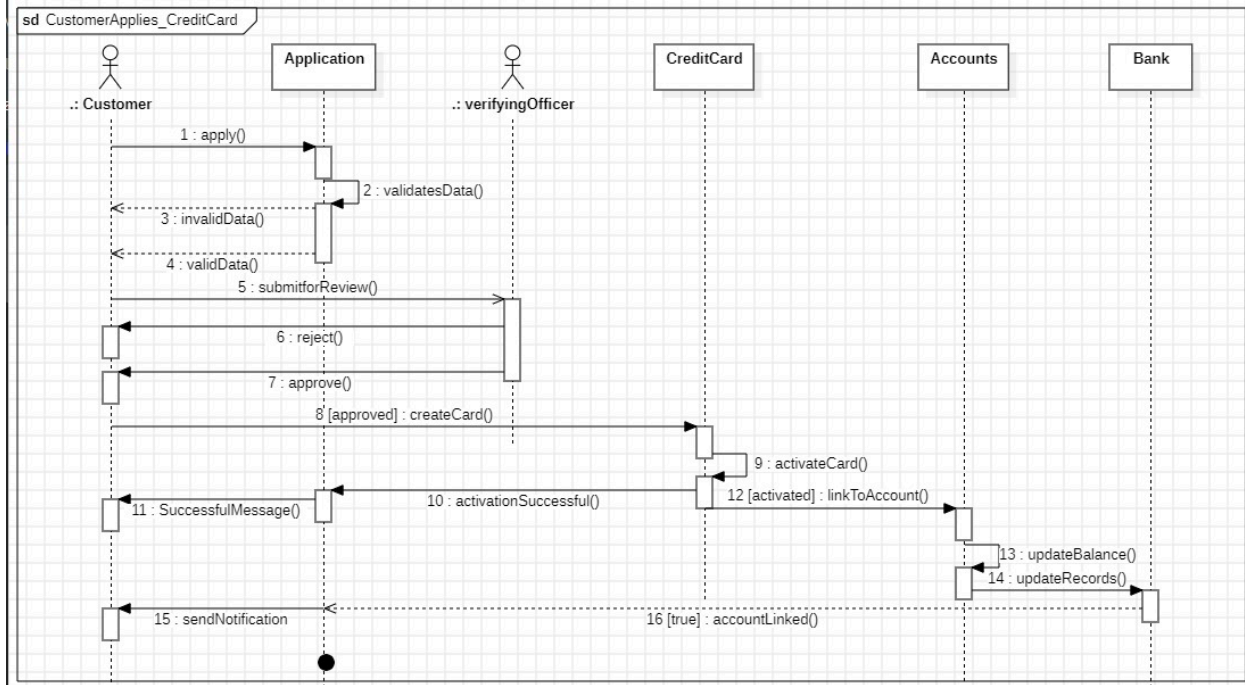 sd CustomerApplies_CreditCard
Application
CreditCard
Accounts
Bank
.: Customer
.: verifyingOfficer
1 : apply()
2 : validatesData()
3 : invalidData()
4 : validData()
5 : submitforReview()
6 : reject()
7 : approve()
8 [approved] : createCard()
9 : activateCard()
10 : activationSuccessful()
12 [activated] : linkToAccount()
11 : SuccessfulMessage()
13 : updateBalance()
14 : updateRecords()
15 : sendNotification
16 [true] : accountLinked()